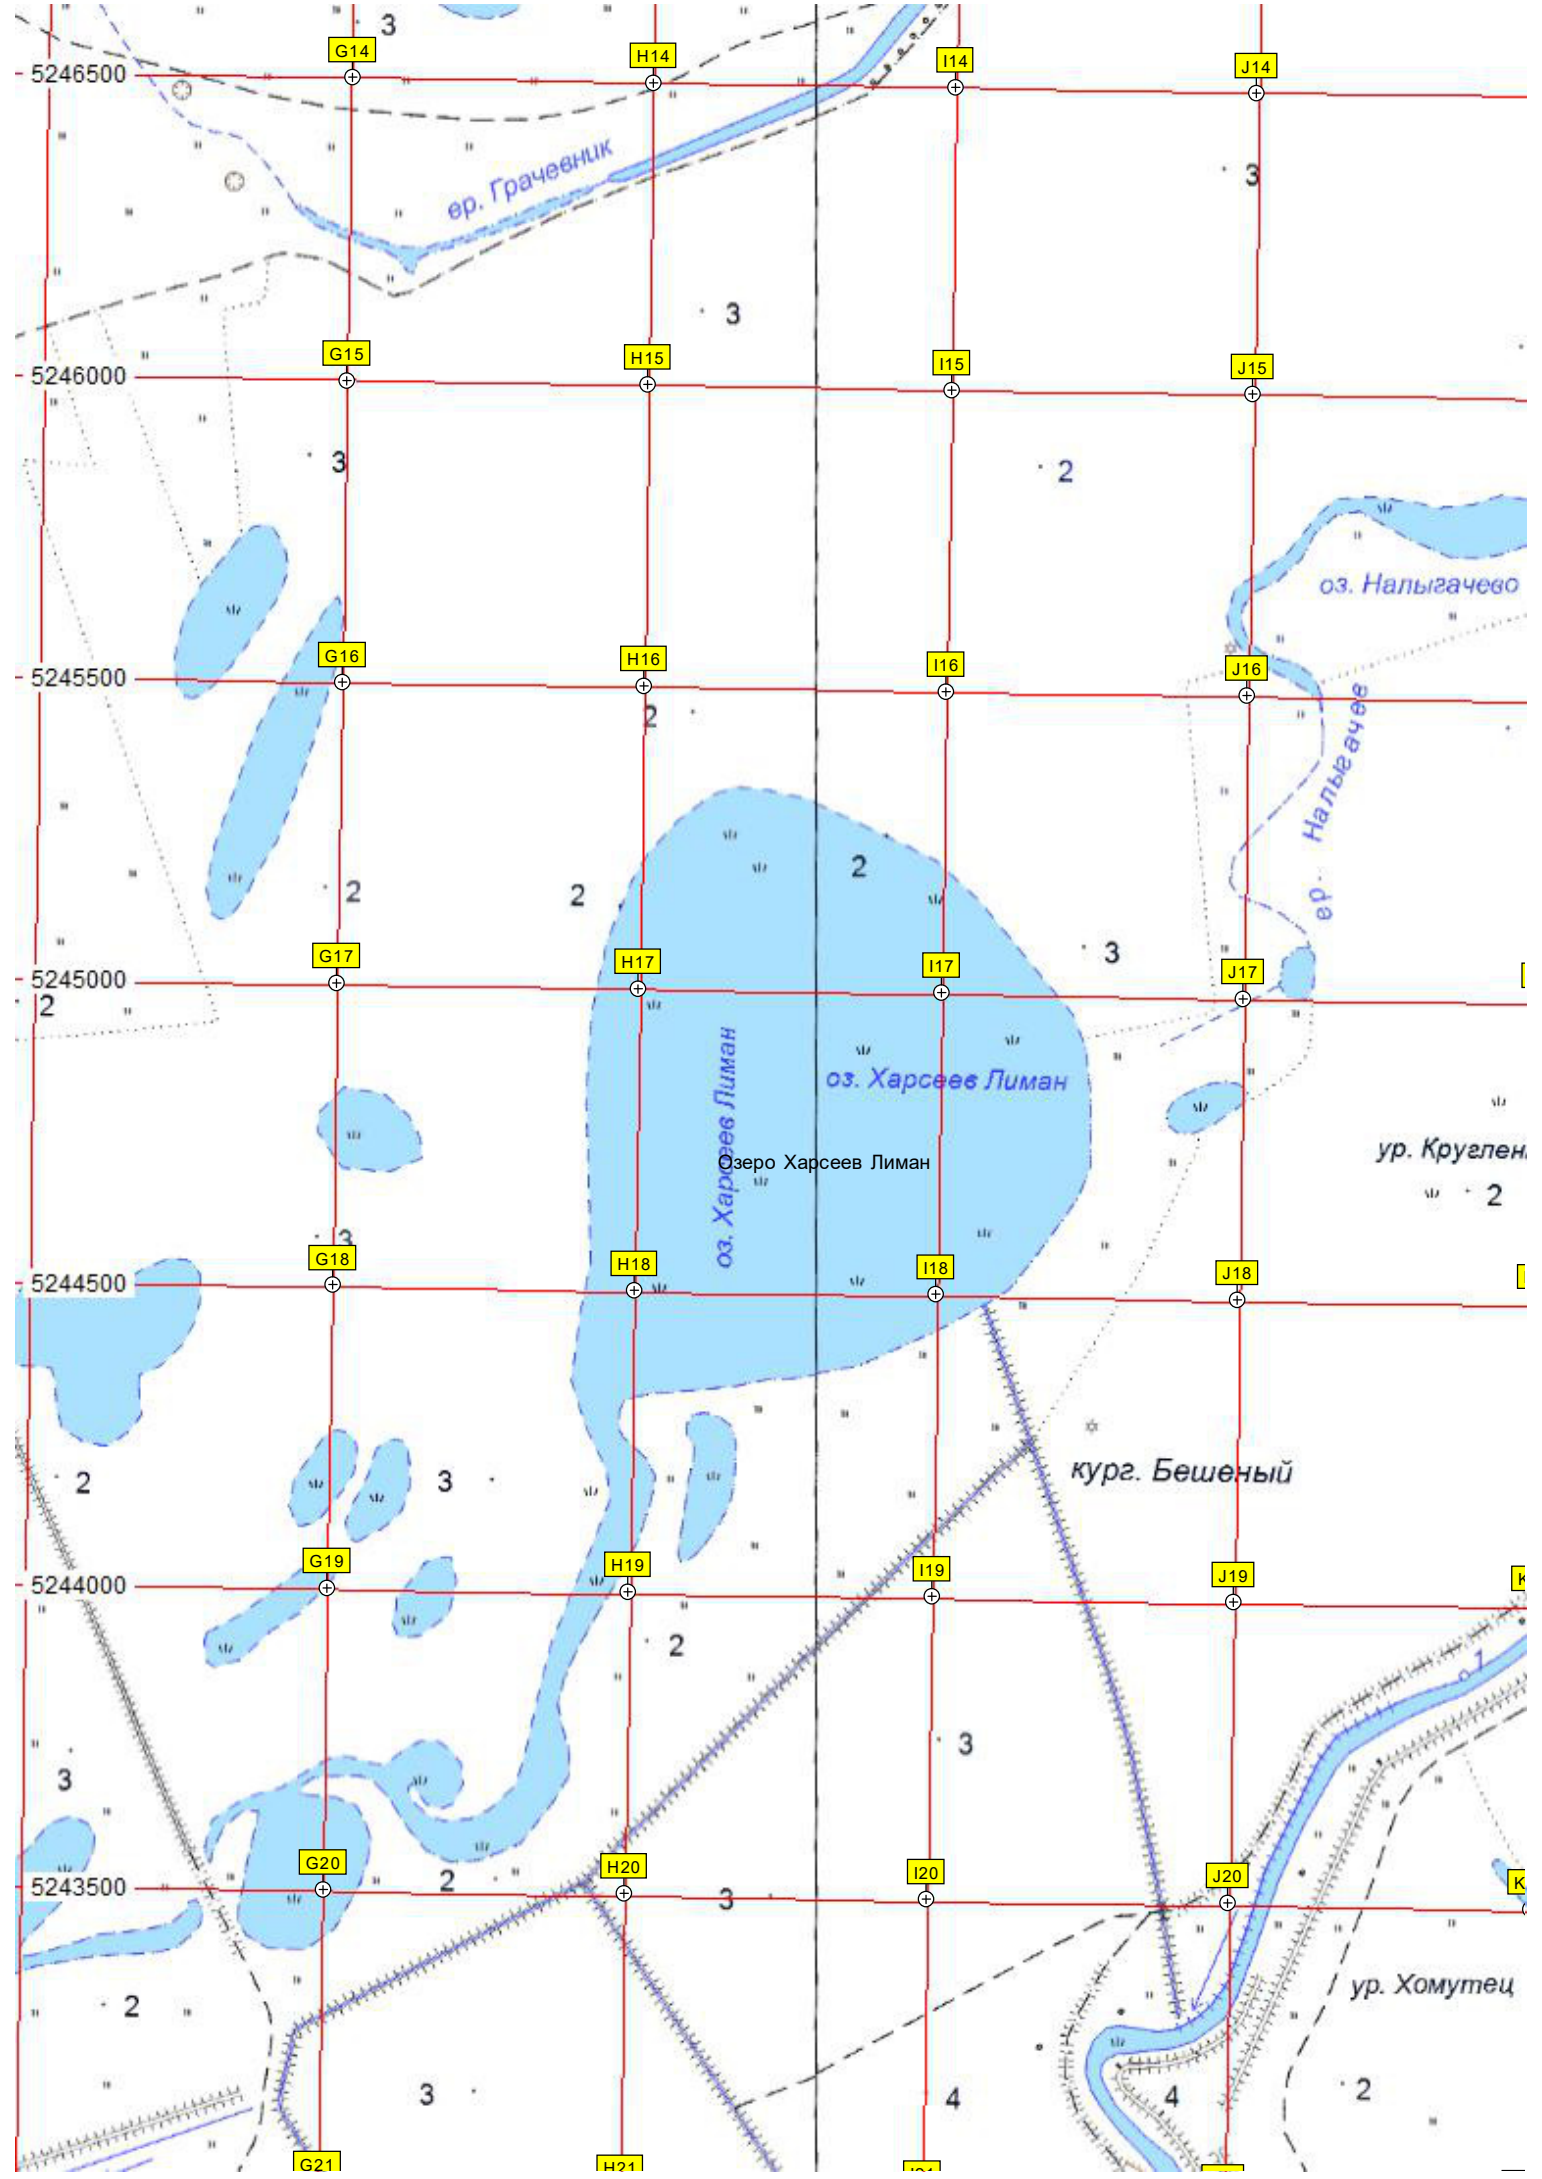 3
G14
H14
I14
J14
5246500
ер. Грачевник
3
3
G15
H15
I15
J15
5246000
3
2
оз. Налыгачево
G16
H16
I16
J16
5245500
2
ер. Налыгачев
2
2
2
3
G17
H17
I17
J17
5245000
2
оз. Харсеев Лиман
оз. Харсеев Лиман
Озеро Харсеев Лиман
ур. Круглен
2
3
G18
H18
I18
J18
5244500
2
3
кург. Бешеный
G19
H19
I19
J19
K
5244000
2
3
3
G20
H20
I20
J20
K
5243500
2
3
ур. Хомутец
2
3
4
4
2
G21
H21